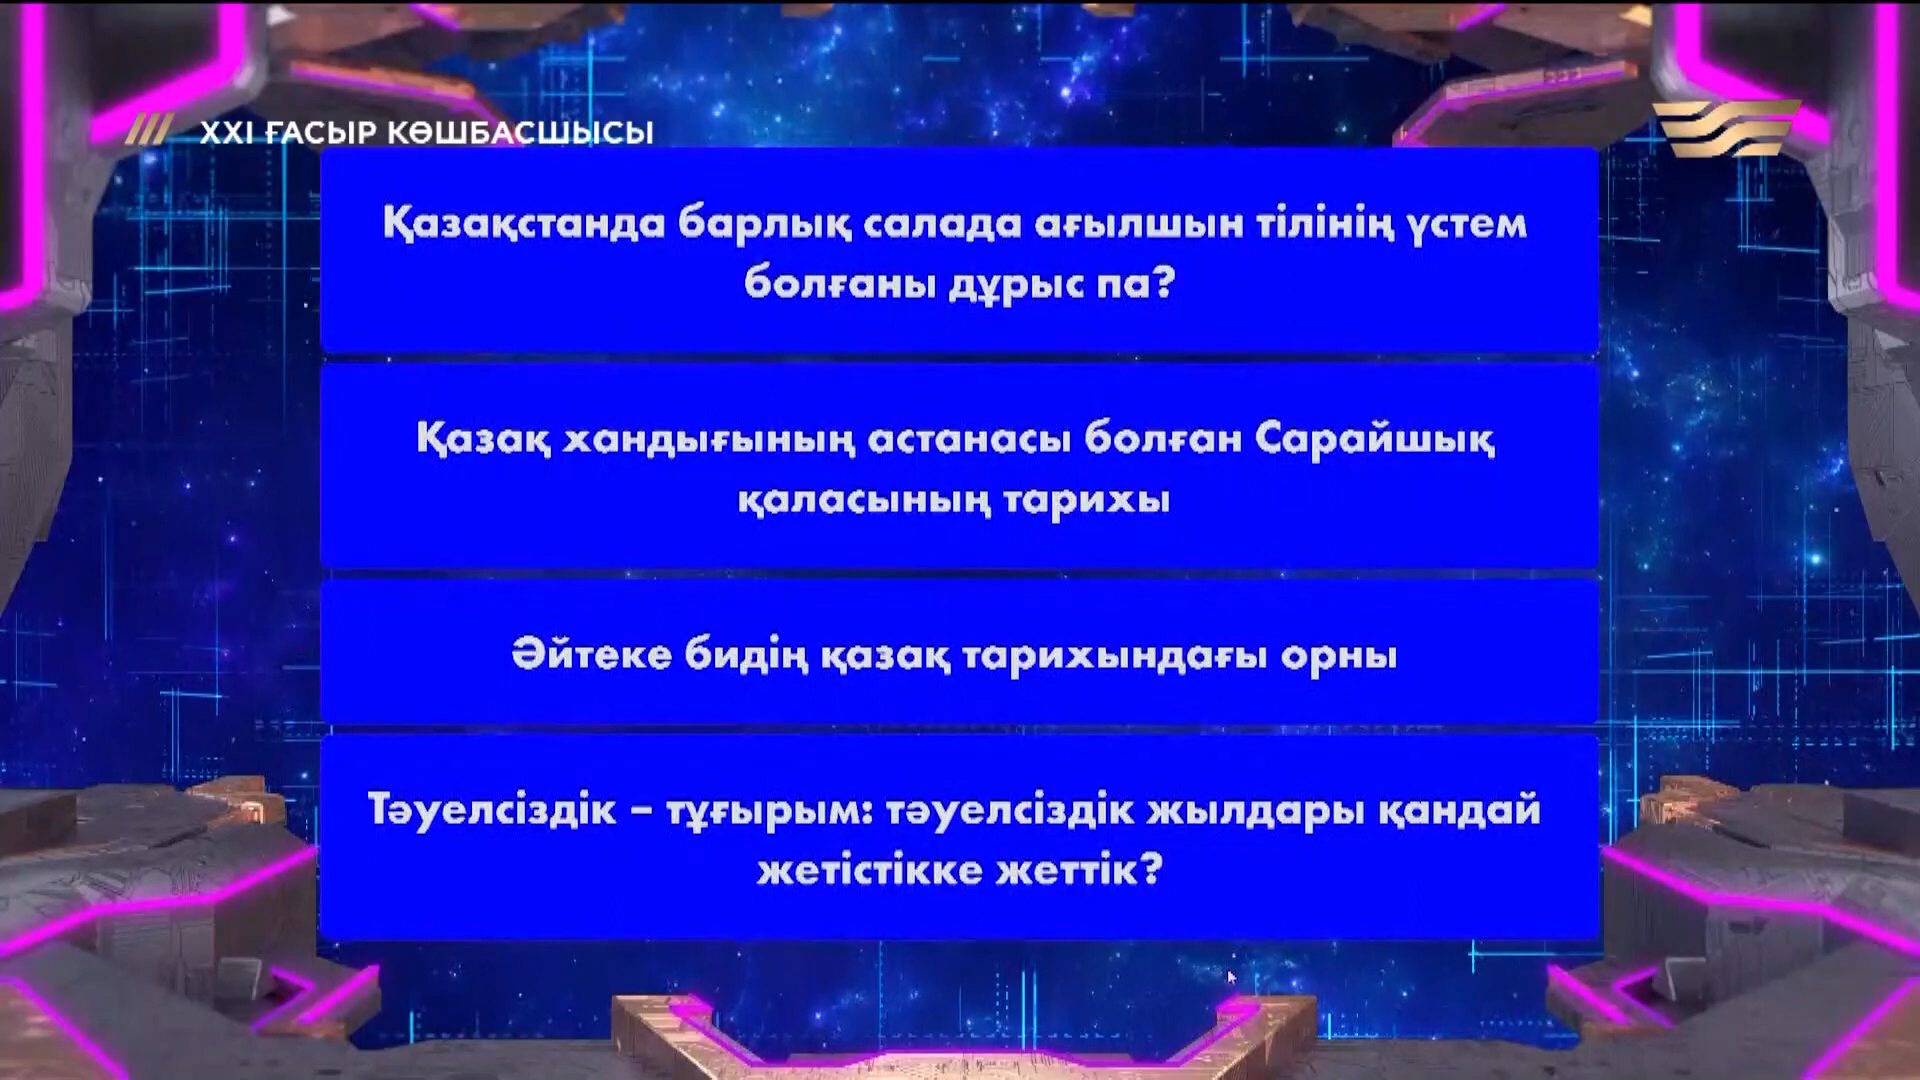 XXI ҒАСЫР КӨШБАСШЫСЫ
Қазақстанда барлық салада ағылшын тілінің үстем
болғаны дұрыс па?
Қазақ хандығының астанасы болған Сарайшық
қаласының тарихы
Әйтеке бидің қазақ тарихындағы орны
Тәуелсіздік – тұғырым: тәуелсіздік жылдары қандай
жетістікке жеттік?